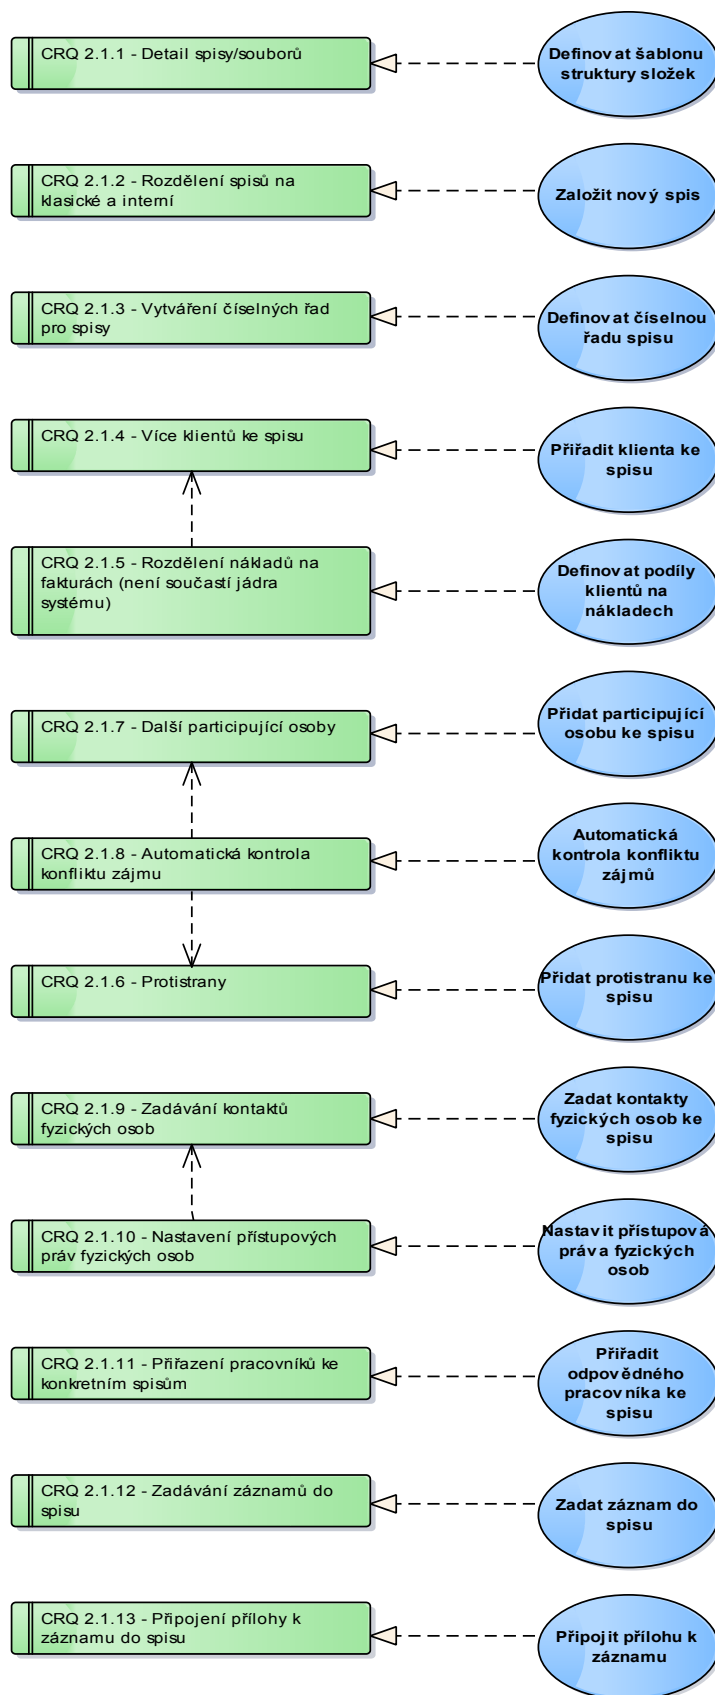 CRQ 2.1.1 - Detail spisy/souborů
Definovat šablonu
struktury složek
CRQ 2.1.2 - Rozdělení spisů na
klasické a interní
Založit nový spis
CRQ 2.1.3 - Vytváření číselných řad
pro spisy
Definovat číselnou
řadu spisu
CRQ 2.1.4 - Více klientů ke spisu
Přiřadit klienta ke
spisu
CRQ 2.1.5 - Rozdělení nákladů na
fakturách (není součastí jádra
systému)
Definovat podíly
klientů na
nákladech
CRQ 2.1.7 - Další participující osoby
Přidat participující
osobu ke spisu
CRQ 2.1.8 - Automatická kontrola
konfliktu zájmu
Automatická
kontrola konfliktu
zájmů
CRQ 2.1.6 - Protistrany
Přidat protistranu ke
spisu
CRQ 2.1.9 - Zadávání kontaktů
fyzických osob
Zadat kontakty
fyzických osob ke
spisu
CRQ 2.1.10 - Nastavení přístupových
práv fyzických osob
Nastavit přístupová
práva fyzických
osob
CRQ 2.1.11 - Přiřazení pracovníků ke
konkretním spisům
Přiřadit
odpovědného
pracovníka ke
spisu
CRQ 2.1.12 - Zadávání záznamů do
spisu
Zadat záznam do
spisu
CRQ 2.1.13 - Připojení přílohy k
záznamu do spisu
Připojit přílohu k
záznamu